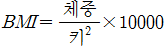 BMI = 체중/키² × 10000